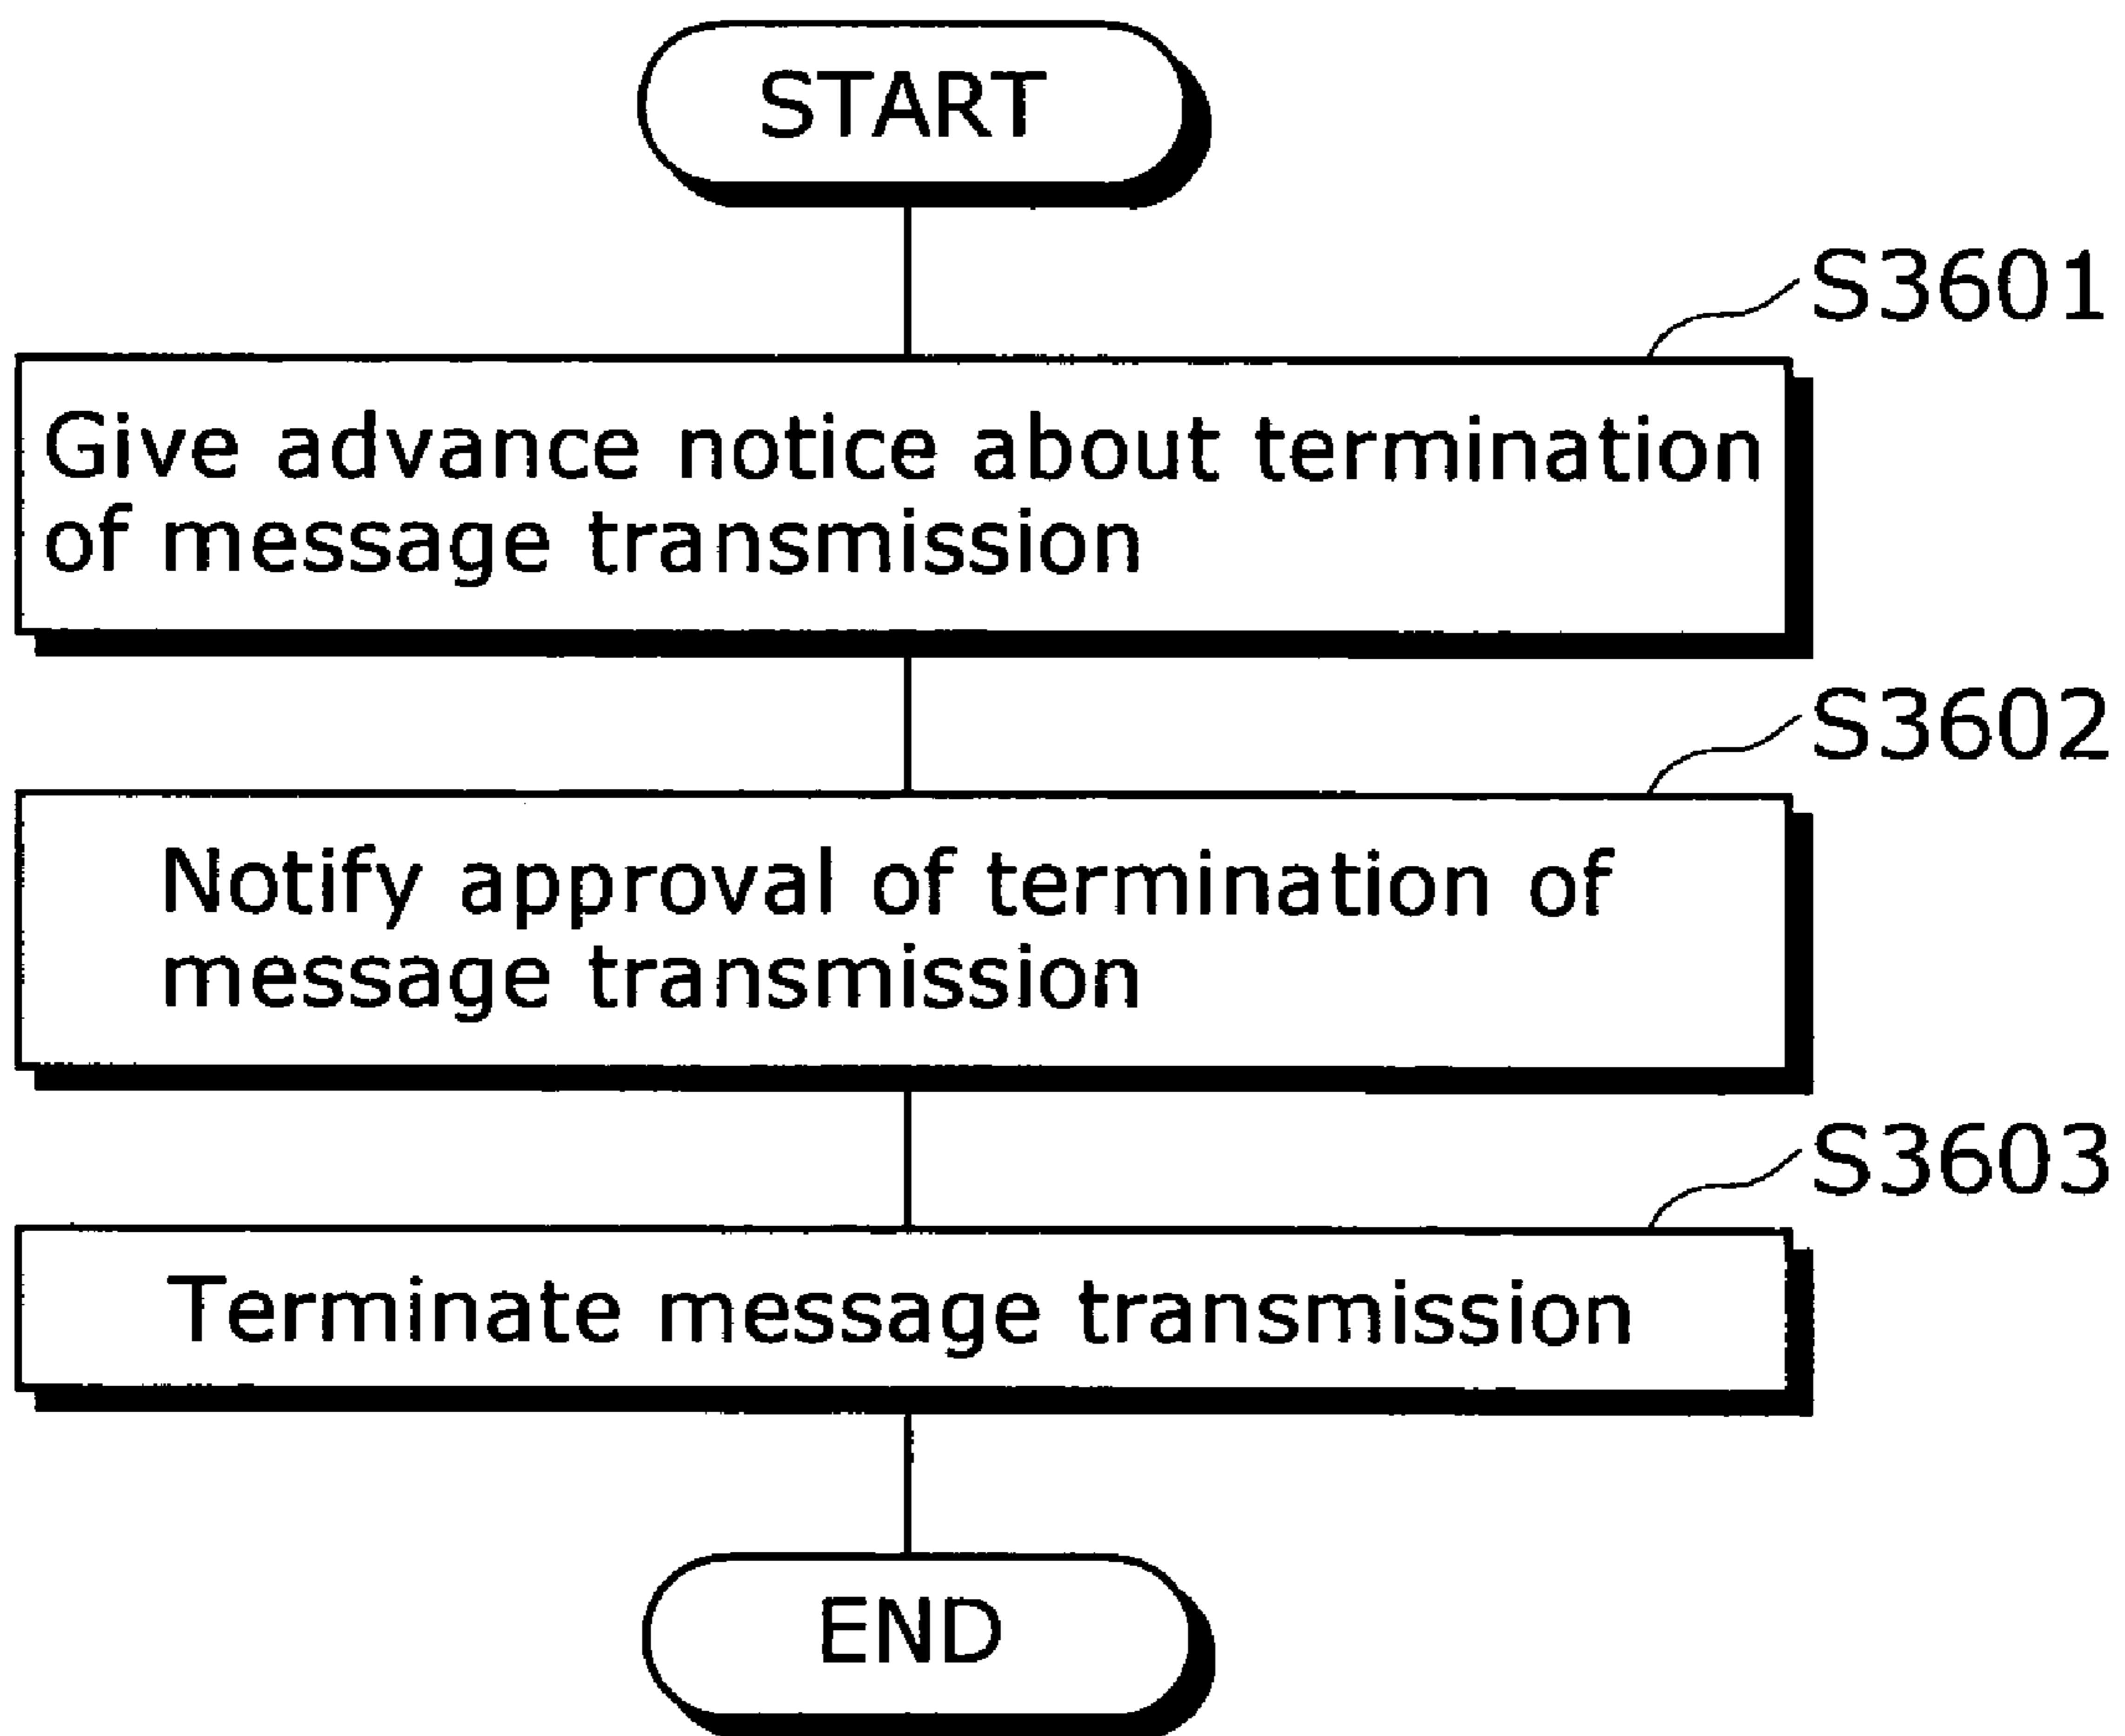 START
S3601
Give advance notice about termination
of message transmission
S3602
Notify approval of termination of
message transmission
S3603
Terminate message transmission
END